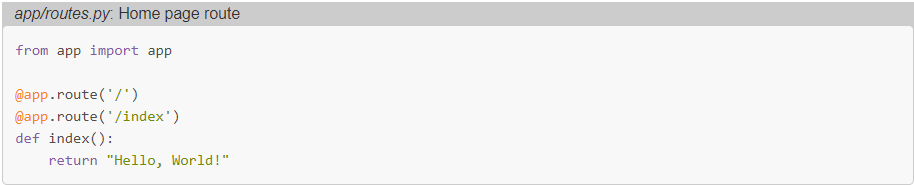 app/routes.py: Home page route
from app import app
@app.route('/')
@app.route('/index')
def index():
    return "Hello, World!"